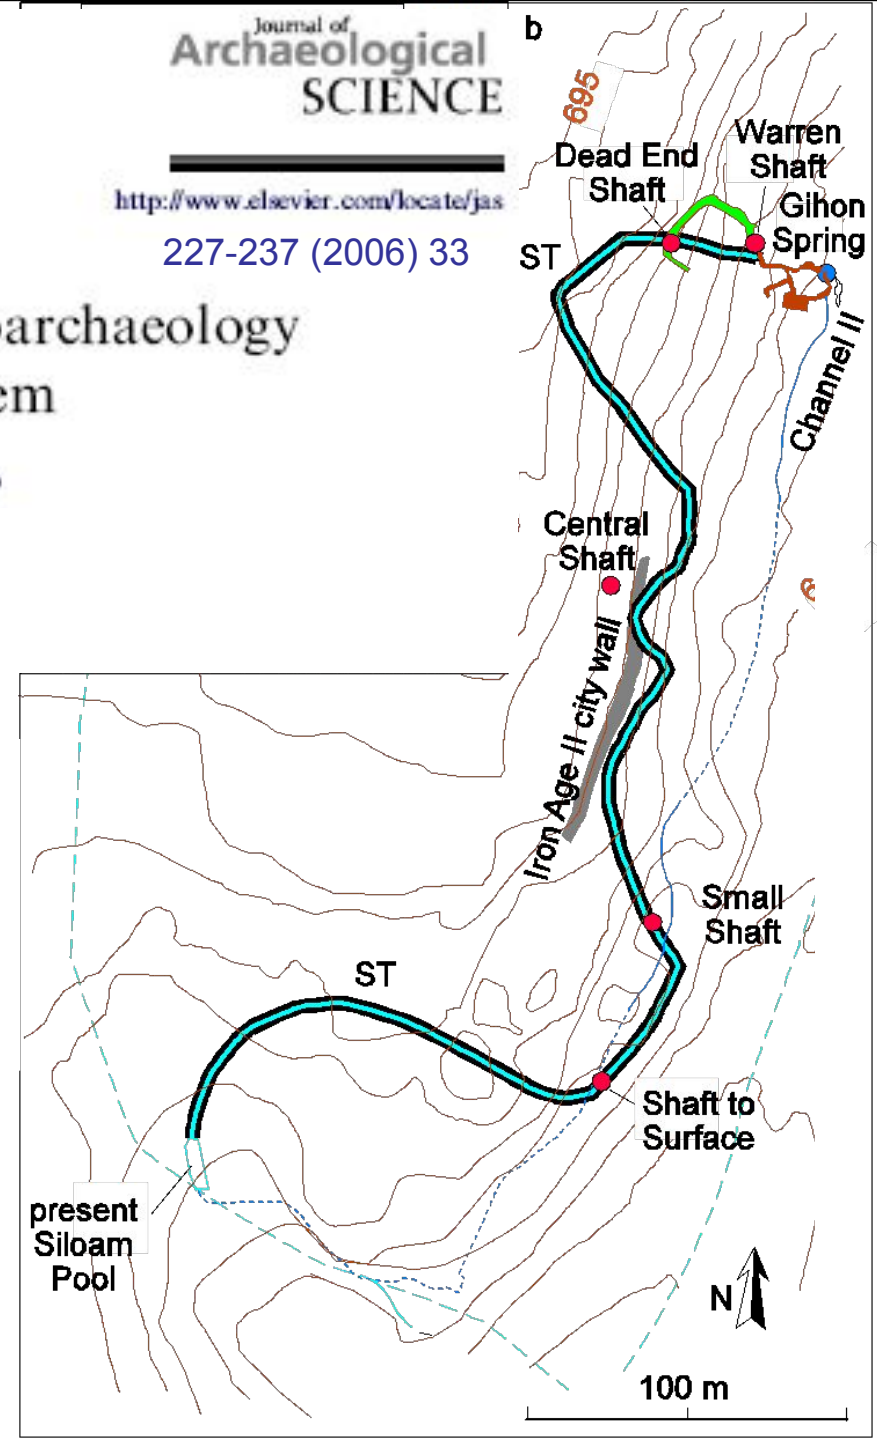 Journal of
Archaeological
SCIENCE
http://www.elsevier.com/locate/jas
227-237 (2006) 33
em
b
695
Dead End
Shaft
Warren
Shaft
Gihon
Spring
ST
Channel II
Central
Shaft
Iron Age II city wall
Small
Shaft
ST
Shaft to
Surface
present
Siloam
Pool
N
100 m